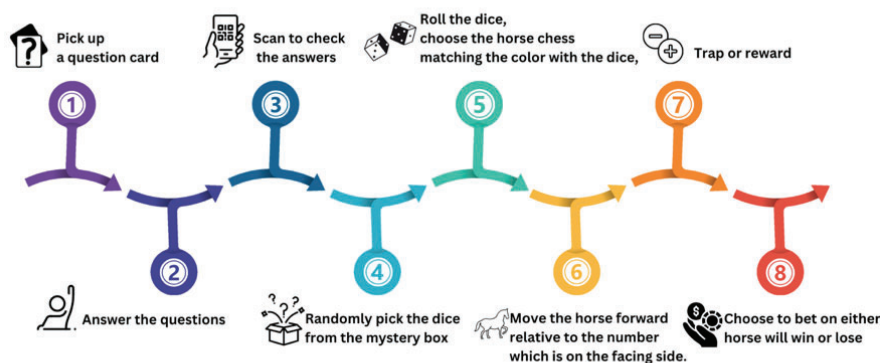 Pick up
a question card
1
Answer the questions
2
Scan to check
the answers
3
Randomly pick the dice
from the mystery box
4
Roll the dice,
choose the horse chess
matching the color with the dice,
5
Move the horse forward
relative to the number
which is on the facing side.
6
Trap or reward
7
Choose to bet on either
horse will win or lose
8